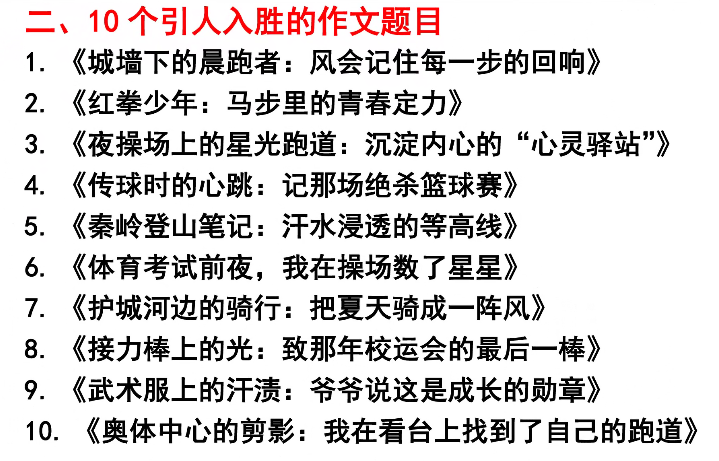 二、10 个引人入胜的作文题目
1. 《城墙下的晨跑者：风会记住每一步的回响》
2. 《红拳少年：马步里的青春定力》
3. 《夜操场上的星光跑道：沉淀内心的“心灵驿站”》
4. 《传球时的心跳：记那场绝杀篮球赛》
5. 《秦岭登山笔记：汗水浸透的等高线》
6. 《体育考试前夜，我在操场数了星星》
7. 《护城河边的骑行：把夏天骑成一阵风》
8. 《接力棒上的光：致那年校运会的最后一棒》
9. 《武术服上的汗渍：爷爷说这是成长的勋章》
10. 《奥体中心的剪影：我在看台上找到了自己的跑道》